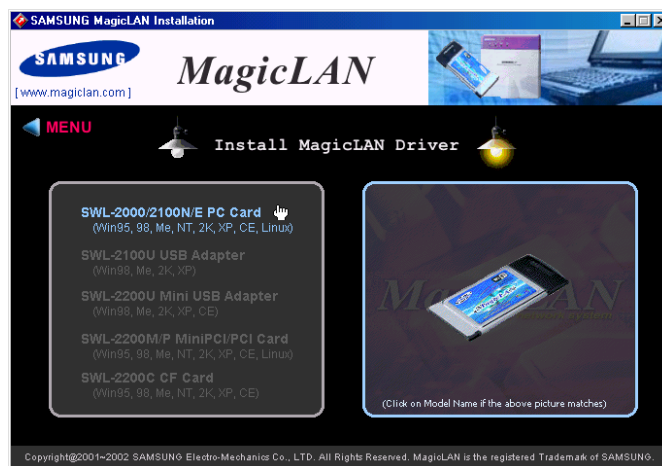 SAMSUNG MagicLAN Installation
SAMSUNG
MagicLAN
[www.magiclan.com]
MENU
Install MagicLAN Driver
SWL-2000/2100N/E PC Card
(Win95, 98, Me, NT, 2K, XP, CE, Linux)
SWL-2100U USB Adapter
(Win98, Me, 2K, XP)
SWL-2200U Mini USB Adapter
(Win98, Me, 2K, XP, CE)
SWL-2200M/P MiniPCI/PCI Card
(Win95, 98, Me, NT, 2K, XP, CE, Linux)
SWL-2200C CF Card
(Win95, 98, Me, NT, 2K, XP, CE)
MagicLAN
(Click on Model Name if the above picture matches)
Copyright@2001~2002 SAMSUNG Electro-Mechanics Co., LTD. All Rights Reserved. MagicLAN is the registered Trademark of SAMSUNG.